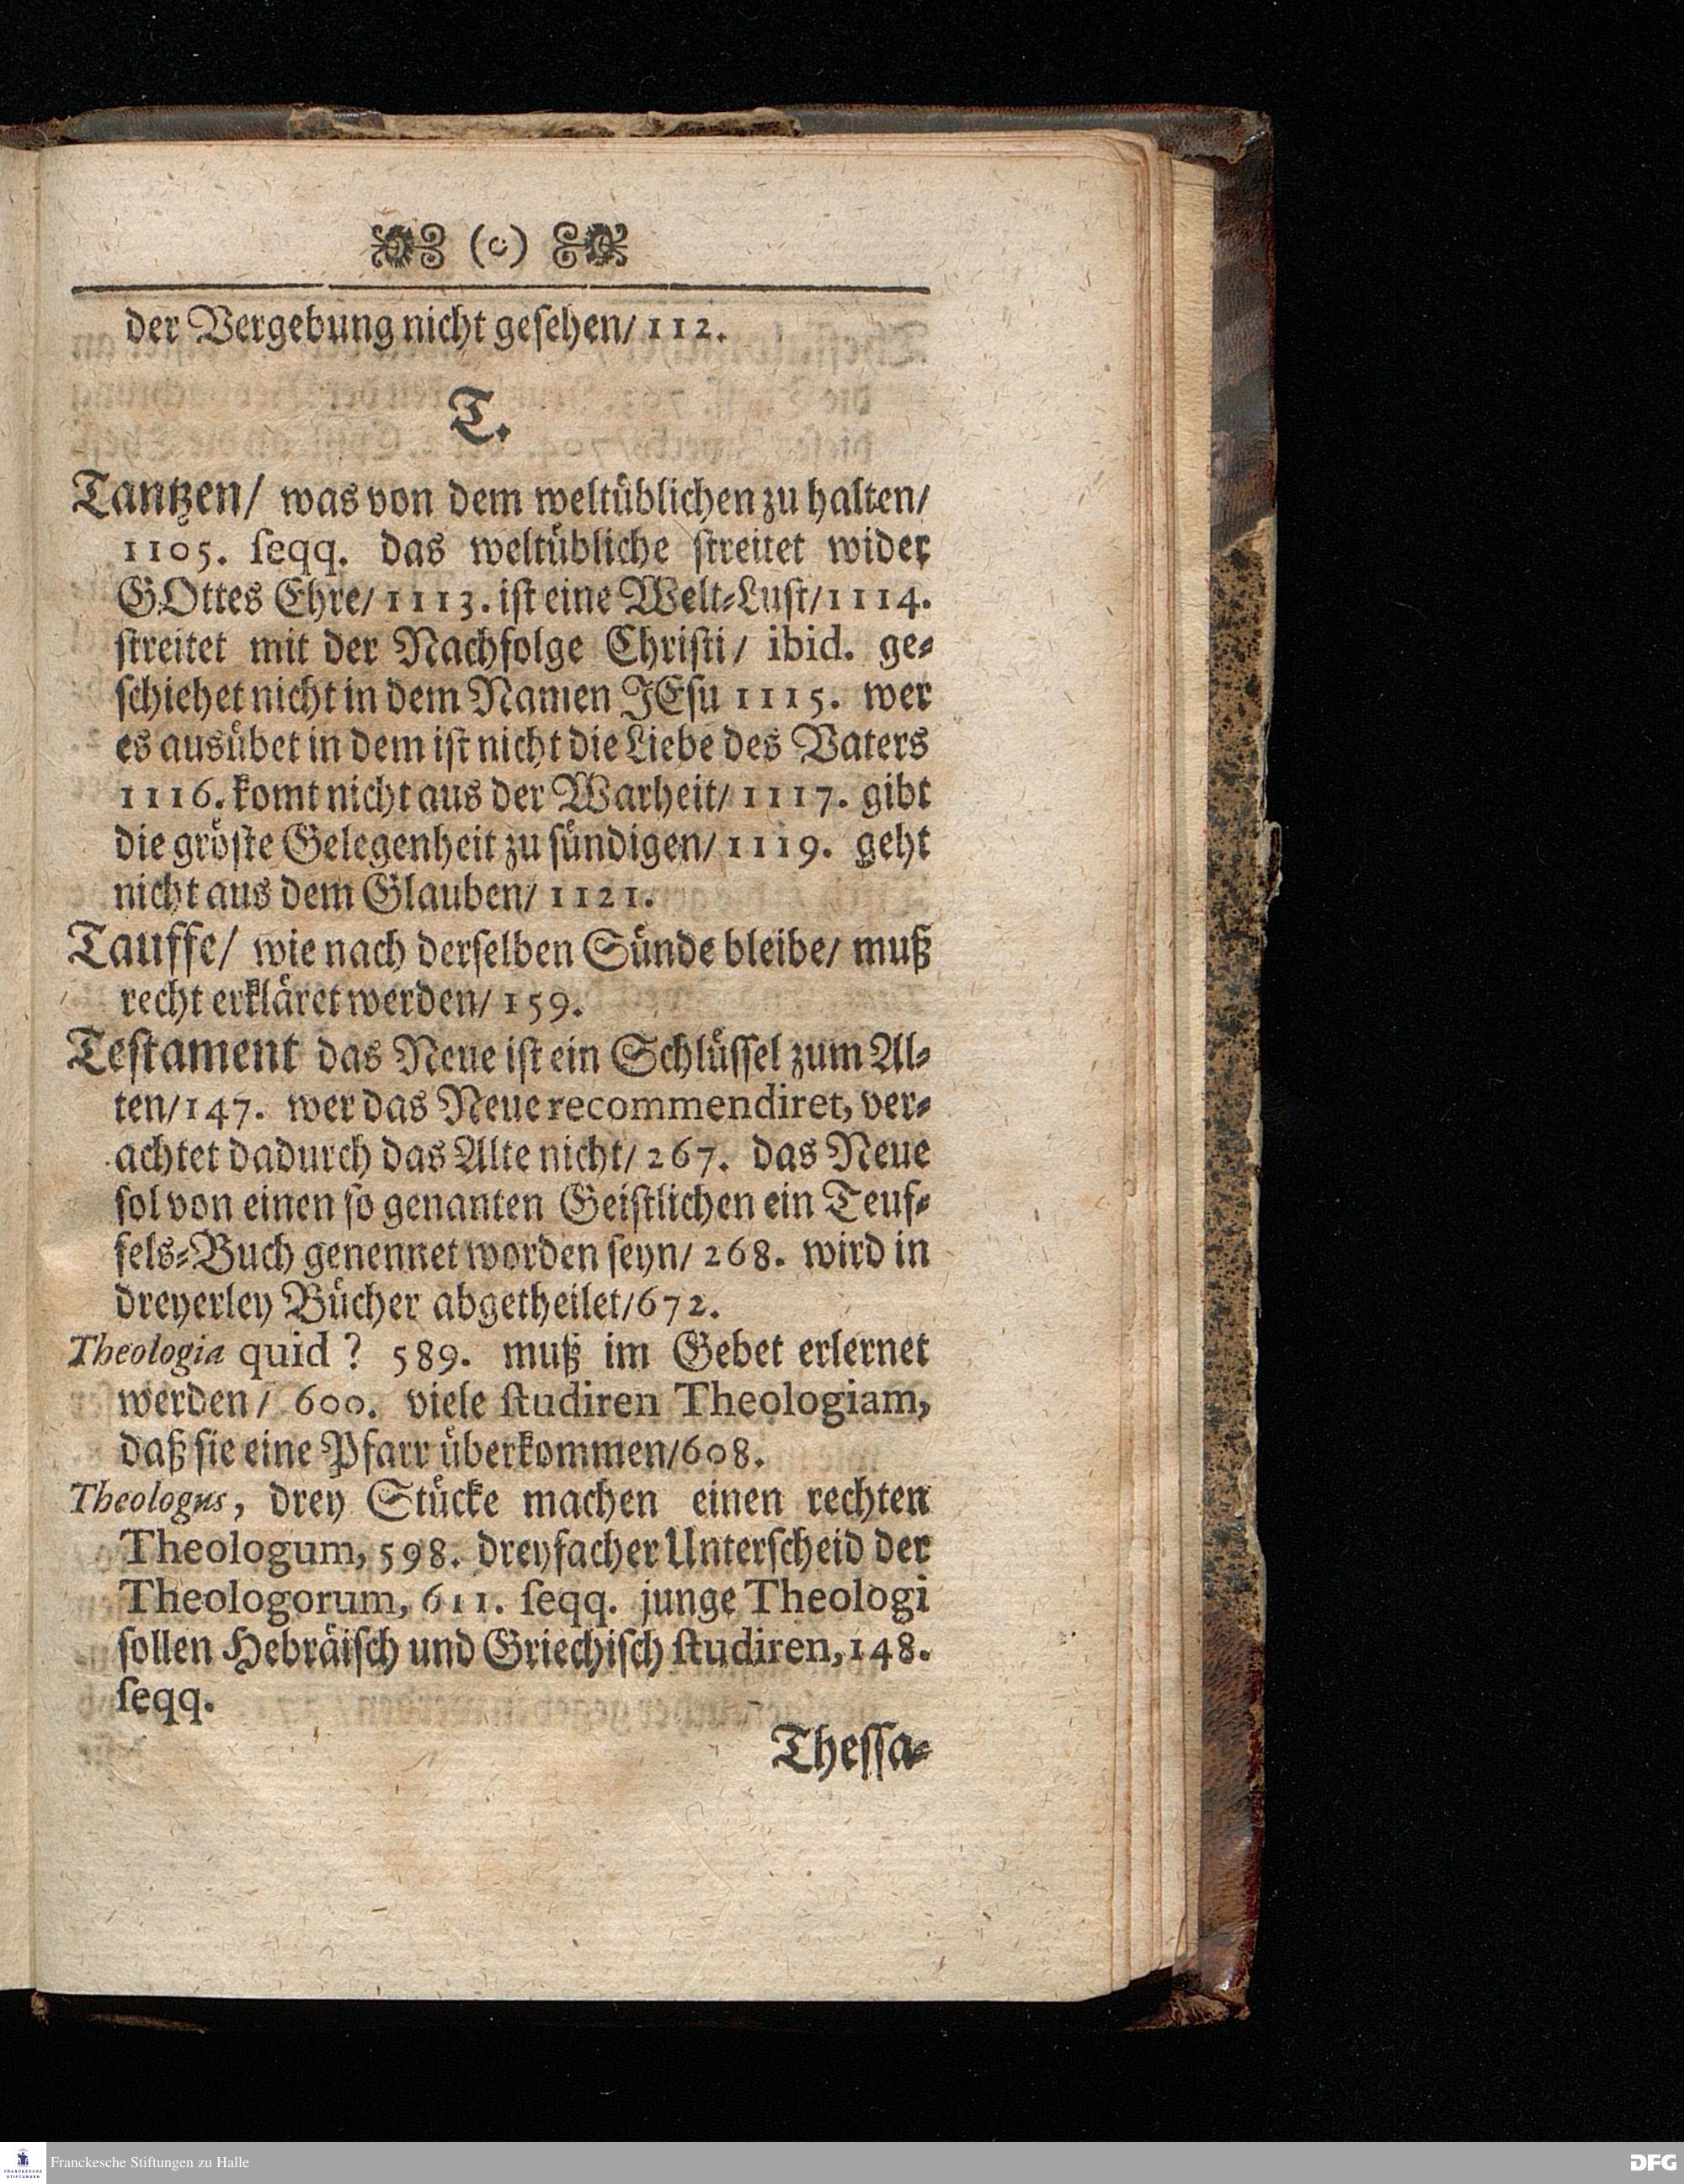 (c)
der Vergebung nicht gesehen/ 112.
T.
Tantzen/ was von dem weltüblichen zu halten/
1105. seqq. das weltübliche streitet wider
GOttes Ehre/ 1113. ist eine Welt-Lust/ 1114.
streitet mit der Nachfolge Christi/ ibid. ge-
schiehet nicht in dem Namen JEsu 1115. wer
es ausübet in dem ist nicht die Liebe des Vaters
1116. komt nicht aus der Warheit/ 1117. gibt
die gröste Gelegenheit zu sündigen/ 1119. geht
nicht aus dem Glauben/ 1121.
Tauffe/ wie nach derselben Sünde bleibe/ muß
recht erkläret werden/ 159.
Testament das Neue ist ein Schlüssel zum Al-
ten/ 147. wer das Neue recommendiret, ver-
achtet dadurch das Alte nicht/ 267. das Neue
sol von einen so genanten Geistlichen ein Teuf-
fels-Buch genennet worden seyn/ 268. wird in
dreyerley Bücher abgetheilet/ 672.
Theologia quid ? 589. muß im Gebet erlernet
werden/ 600. viele studiren Theologiam,
daß sie eine Pfarr überkommen/ 608.
Theologus, drey Stücke machen einen rechten
Theologum, 598. dreyfacher Unterscheid der
Theologorum, 611. seqq. junge Theologi
sollen Hebräisch und Griechisch studiren, 148.
seqq.
Thessa-
FRANCKESCHE STIFTUNGEN
Franckesche Stiftungen zu Halle
DFG